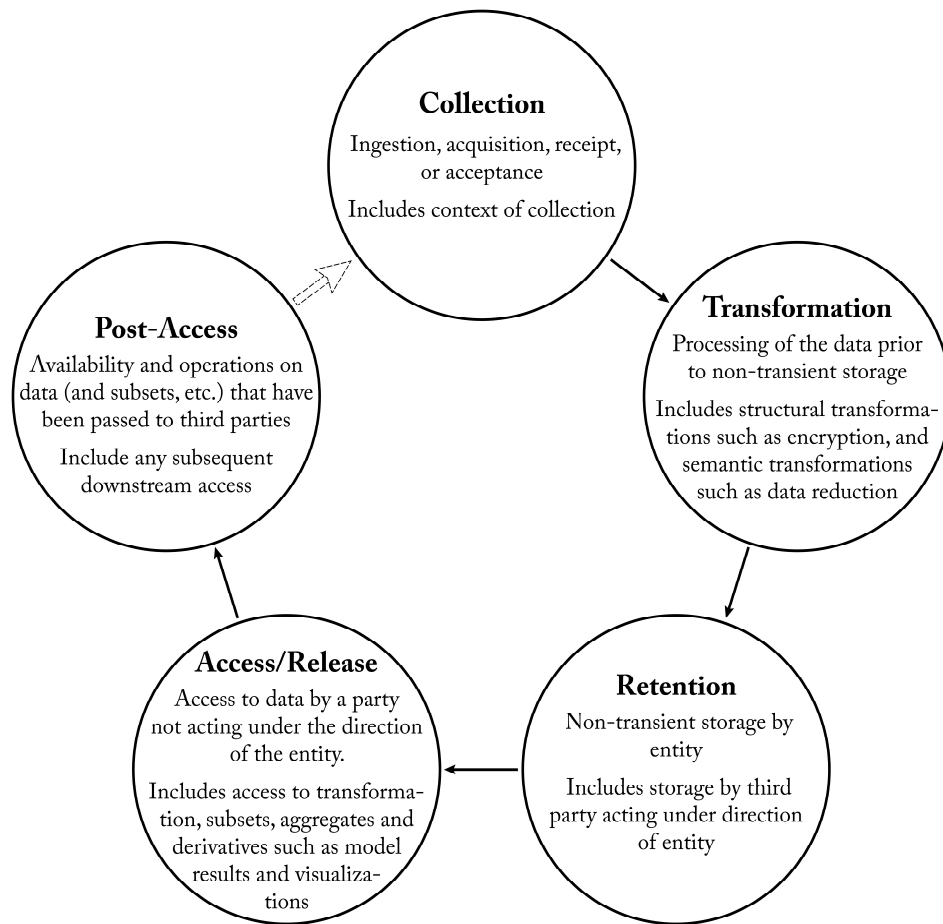 Collection
Ingestion, acquisition, receipt,
or acceptance
Includes context of collection
Transformation
Processing of the data prior
to non-transient storage
Includes structural transforma-
tions such as encryption, and
semantic transformations
such as data reduction
Retention
Non-transient storage by
entity
Includes storage by third
party acting under direction
of entity
Access/Release
Access to data by a party
not acting under the direction
of the entity.
Includes access to transforma-
tion, subsets, aggregates and
derivatives such as model
results and visualiza-
tions
Post-Access
Availability and operations on
data (and subsets, etc.) that have
been passed to third parties
Include any subsequent
downstream access